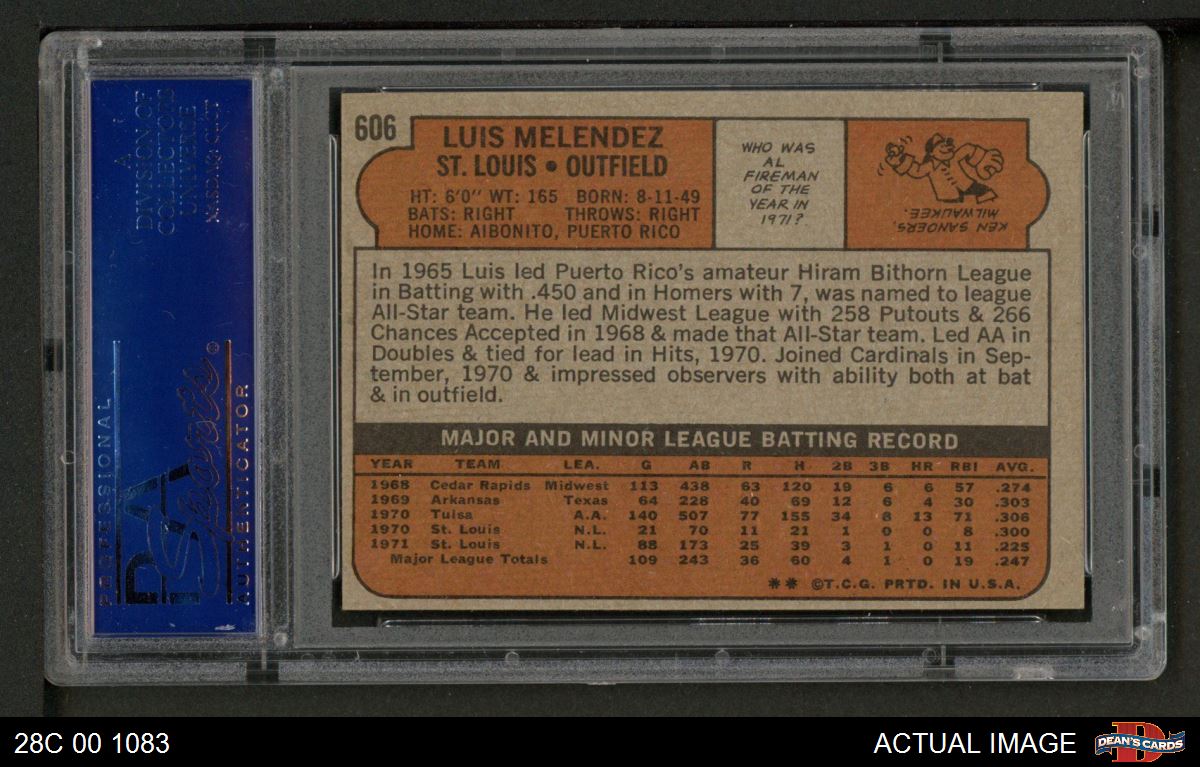 606
LUIS MELENDEZ
ST. LOUIS • OUTFIELD
HT: 6'0" WT: 165 BORN: 8-11-49
BATS: RIGHT THROWS: RIGHT
HOME: AIBONITO, PUERTO RICO
WHO WAS
AL
FIREMAN
OF THE
YEAR IN
1971?
KEN SANDERS,
MILWAUKEE.
In 1965 Luis led Puerto Rico's amateur Hiram Bithorn League
in Batting with .450 and in Homers with 7, was named to league
All-Star team. He led Midwest League with 258 Putouts & 266
Chances Accepted in 1968 & made that All-Star team. Led AA in
Doubles & tied for lead in Hits, 1970. Joined Cardinals in Sep-
tember, 1970 & impressed observers with ability both at bat
& in outfield.
MAJOR AND MINOR LEAGUE BATTING RECORD
YEAR TEAM LEA. G AB R H 2B 3B HR RBI AVG.
1968 Cedar Rapids Midwest 113 438 63 120 19 6 6 57 .274
1969 Arkansas Texas 64 228 40 69 12 6 4 30 .303
1970 Tulsa A.A. 140 507 77 155 34 8 13 71 .306
1970 St. Louis N.L. 21 70 11 21 1 0 0 8 .300
1971 St. Louis N.L. 88 173 25 39 3 1 0 11 .225
Major League Totals 109 243 36 60 4 1 0 19 .247
** ©T.C.G. PRTD. IN U.S.A.
A
DIVISION OF
COLLECTORS
UNIVERSE
NASDAQ: CLCT
PROFESSIONAL
PSA
Sports®
AUTHENTICATOR
28C 00 1083
ACTUAL IMAGE
D
DEAN'S CARDS